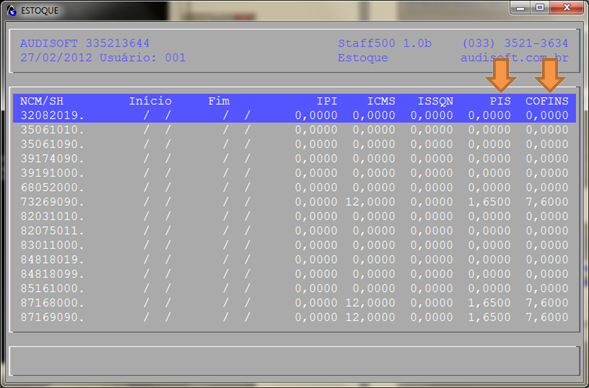 ESTOQUE
AUDISOFT 335213644 Staff500 1.0b (033) 3521-3634
27/02/2012 Usuário: 001 Estoque audisoft.com.br
NCM/SH Início Fim IPI ICMS ISSQN PIS COFINS
32082019. / / / / 0,0000 0,0000 0,0000 0,0000 0,0000
35061010. / / / / 0,0000 0,0000 0,0000 0,0000 0,0000
35061090. / / / / 0,0000 0,0000 0,0000 0,0000 0,0000
39174090. / / / / 0,0000 0,0000 0,0000 0,0000 0,0000
39191000. / / / / 0,0000 0,0000 0,0000 0,0000 0,0000
68052000. / / / / 0,0000 0,0000 0,0000 0,0000 0,0000
73269090. / / / / 0,0000 12,0000 0,0000 1,6500 7,6000
82031010. / / / / 0,0000 0,0000 0,0000 0,0000 0,0000
82075011. / / / / 0,0000 0,0000 0,0000 0,0000 0,0000
83011000. / / / / 0,0000 0,0000 0,0000 0,0000 0,0000
84818019. / / / / 0,0000 0,0000 0,0000 0,0000 0,0000
84818099. / / / / 0,0000 0,0000 0,0000 0,0000 0,0000
85161000. / / / / 0,0000 0,0000 0,0000 0,0000 0,0000
87168000. / / / / 0,0000 12,0000 0,0000 1,6500 7,6000
87169090. / / / / 0,0000 12,0000 0,0000 1,6500 7,6000